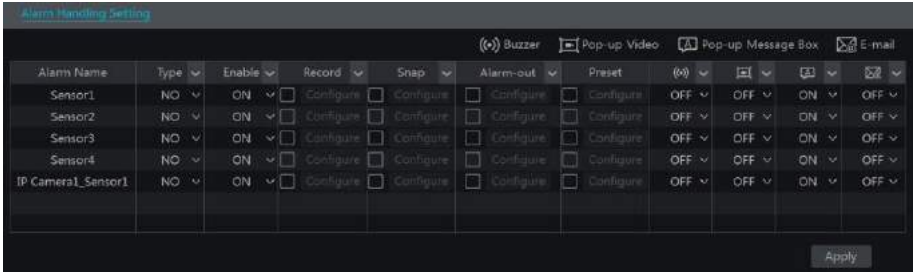 Alarm Handling Setting
Buzzer Pop-up Video Pop-up Message Box E-mail
Alarm Name Type Enable Record Snap Alarm-out Preset
Sensor1 NO ON Configure Configure Configure Configure OFF OFF ON OFF
Sensor2 NO ON Configure Configure Configure Configure OFF OFF ON OFF
Sensor3 NO ON Configure Configure Configure Configure OFF OFF ON OFF
Sensor4 NO ON Configure Configure Configure Configure OFF OFF ON OFF
IP Camera1_Sensor1 NO ON Configure Configure Configure Configure OFF OFF ON OFF
Apply